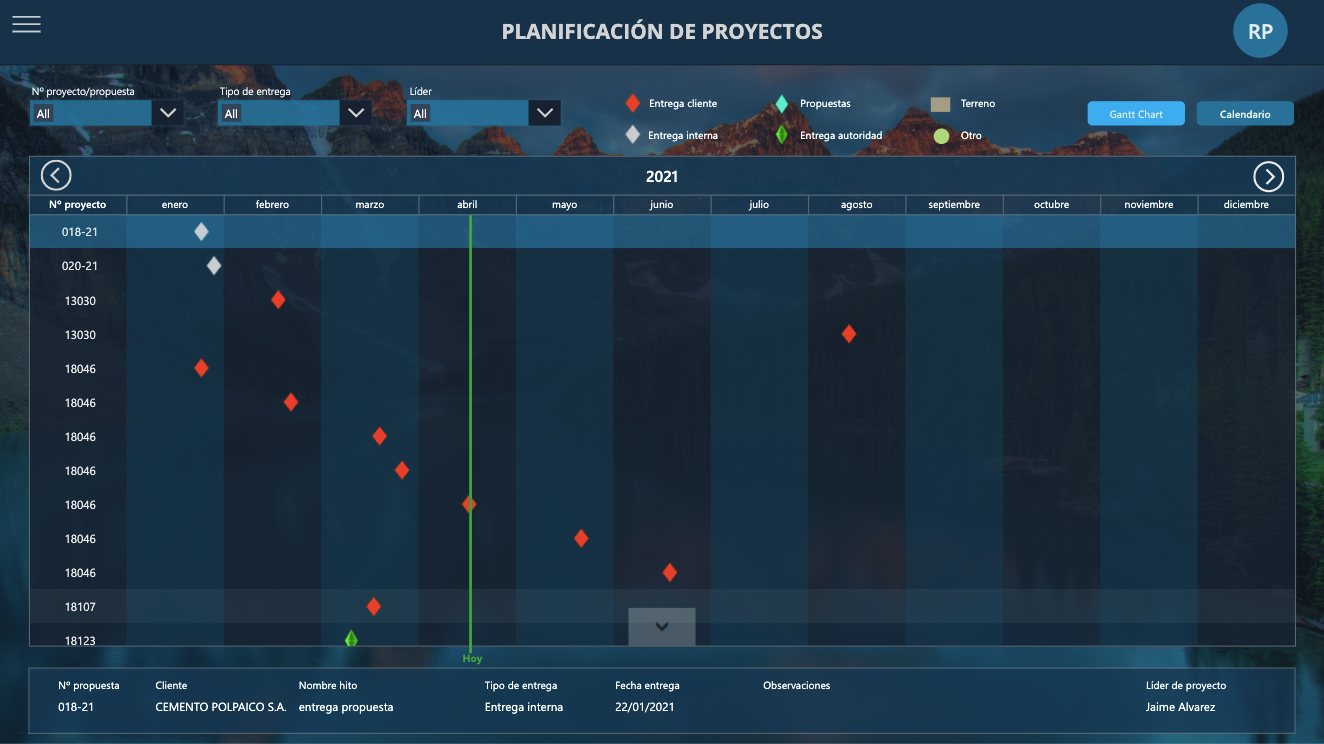 PLANIFICACIÓN DE PROYECTOS
RP
Nº proyecto/propuesta
Tipo de entrega
Líder
All
All
All
Entrega cliente
Propuestas
Terreno
Entrega interna
Entrega autoridad
Otro
Gantt Chart
Calendario
2021
Nº proyecto enero febrero marzo abril mayo junio julio agosto septiembre octubre noviembre diciembre
018-21
020-21
13030
13030
18046
18046
18046
18046
18046
18046
18046
18107
18123
Hoy
Nº propuesta Cliente Nombre hito Tipo de entrega Fecha entrega Observaciones Líder de proyecto
018-21 CEMENTO POLPAICO S.A. entrega propuesta Entrega interna 22/01/2021 Jaime Alvarez